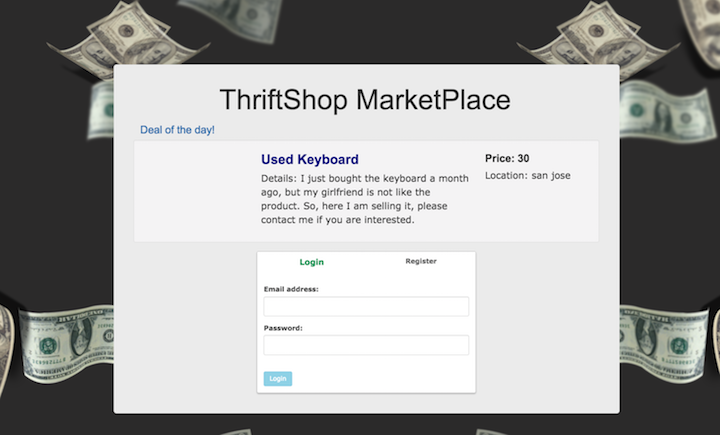 ThriftShop MarketPlace
Deal of the day!
Used Keyboard
Details: I just bought the keyboard a month
ago, but my girlfriend is not like the
product. So, here I am selling it, please
contact me if you are interested.
Price: 30
Location: san jose
Login
Register
Email address:
Password:
Login